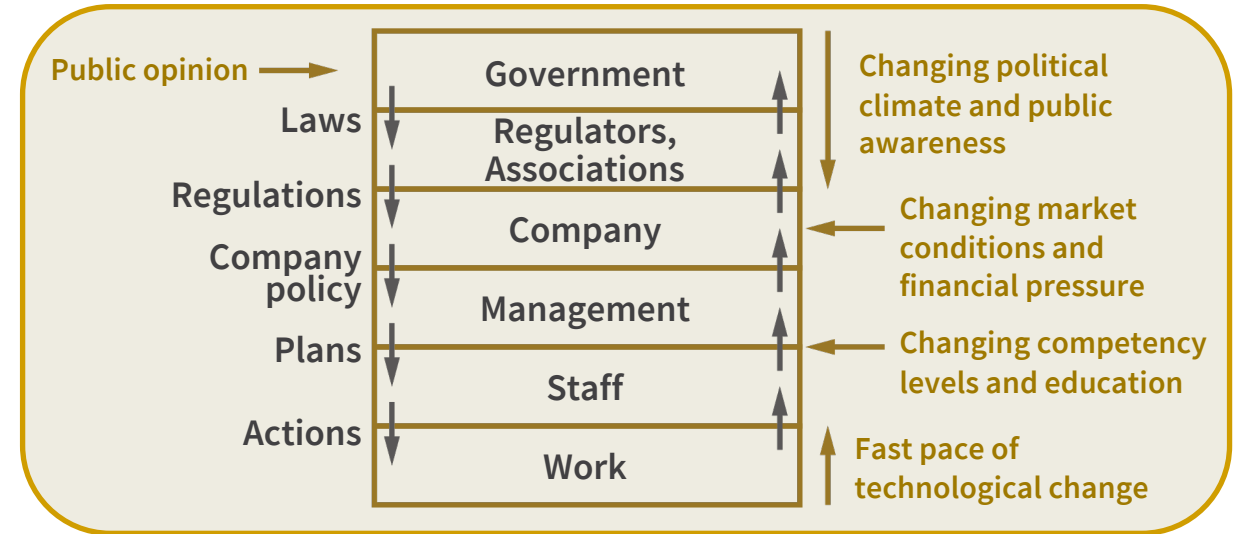 Public opinion
Government
Changing political
climate and public
awareness
Laws
Regulators,
Associations
Regulations
Company
Changing market
conditions and
financial pressure
Company
policy
Management
Plans
Changing competency
levels and education
Staff
Actions
Work
Fast pace of
technological change